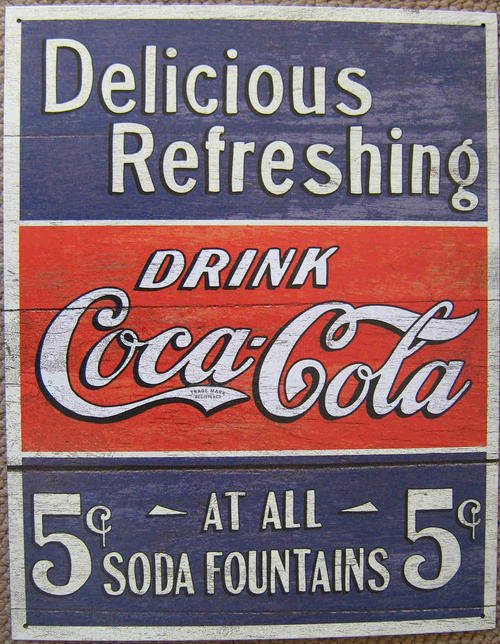 Delicious
Refreshing
DRINK
Coca-Cola
TRADE MARK
5¢ AT ALL 5¢
SODA FOUNTAINS